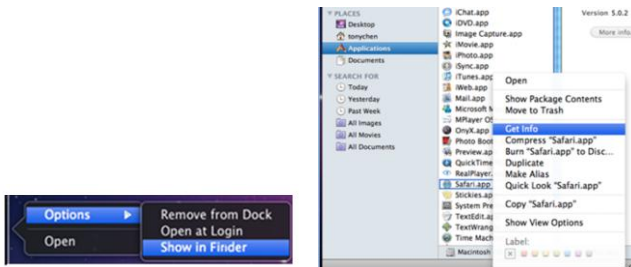 Options
Open
Remove from Dock
Open at Login
Show in Finder
PLACES
Desktop
tonychen
Applications
Documents
SEARCH FOR
Today
Yesterday
Past Week
All Images
All Movies
All Documents
iChat.app
iDVD.app
Image Capture.app
iMovie.app
iPhoto.app
iSync.app
iTunes.app
iWeb.app
Mail.app
Microsoft M
MPlayer OS
OnyX.app
Photo Boot
Preview.ap
QuickTime
RealPlayer.
Safari.app
Stickies.ap
System Pre
TextEdit.ap
TextWrang
Time Mach
Macintosh
Version 5.0.2
More info
Open
Show Package Contents
Move to Trash
Get Info
Compress "Safari.app"
Burn "Safari.app" to Disc...
Duplicate
Make Alias
Quick Look "Safari.app"
Copy "Safari.app"
Show View Options
Label: